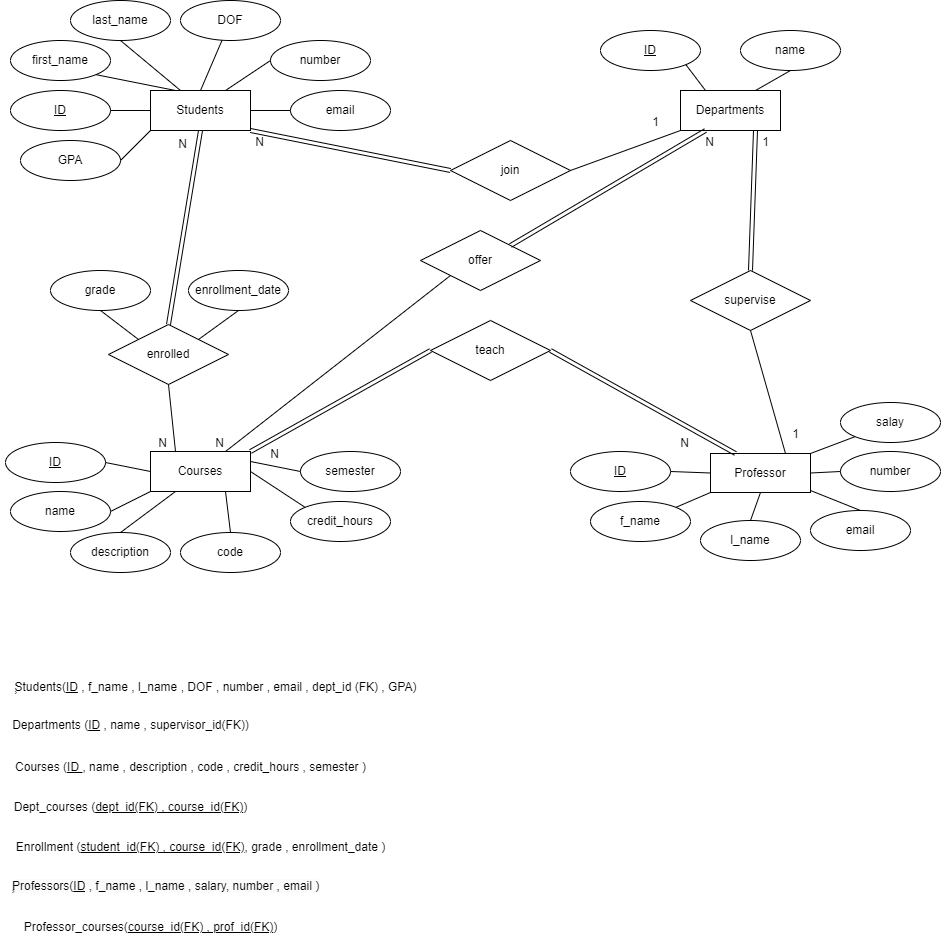 last_name
DOF
first_name
number
ID
Students
email
GPA
N
N
ID
name
Departments
1
N
1
join
offer
supervise
grade
enrollment_date
enrolled
teach
N
N
N
N
1
ID
Courses
semester
name
credit_hours
description
code
salay
ID
Professor
number
f_name
l_name
email
Students(ID , f_name , l_name , DOF , number , email , dept_id (FK) , GPA)
Departments (ID , name , supervisor_id(FK))
Courses (ID , name , description , code , credit_hours , semester )
Dept_courses (dept_id(FK) , course_id(FK))
Enrollment (student_id(FK) , course_id(FK), grade , enrollment_date )
Professors(ID , f_name , l_name , salary, number , email )
Professor_courses(course_id(FK) , prof_id(FK))